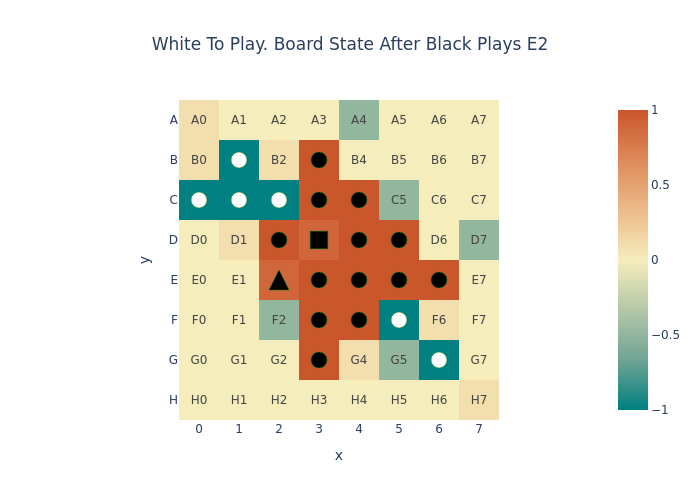 White To Play. Board State After Black Plays E2
A A0 A1 A2 A3 A4 A5 A6 A7
B B0 B2 B4 B5 B6 B7
C C5 C6 C7
D D0 D1 D6 D7
E E0 E1 E7
F F0 F1 F2 F6 F7
G G0 G1 G2 G4 G5 G7
H H0 H1 H2 H3 H4 H5 H6 H7
0 1 2 3 4 5 6 7
x
y
1
0.5
0
−0.5
−1